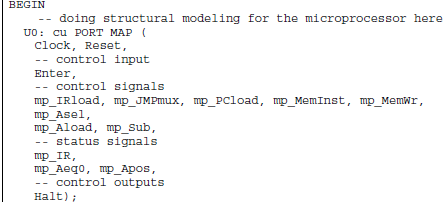 BEGIN
-- doing structural modeling for the microprocessor here
U0: cu PORT MAP (
Clock, Reset,
-- control input
Enter,
-- control signals
mp_IRload, mp_JMPmux, mp_PCload, mp_MemInst, mp_MemWr,
mp_Asel,
mp_Aload, mp_Sub,
-- status signals
mp_IR,
mp_Aeq0, mp_Apos,
-- control outputs
Halt);